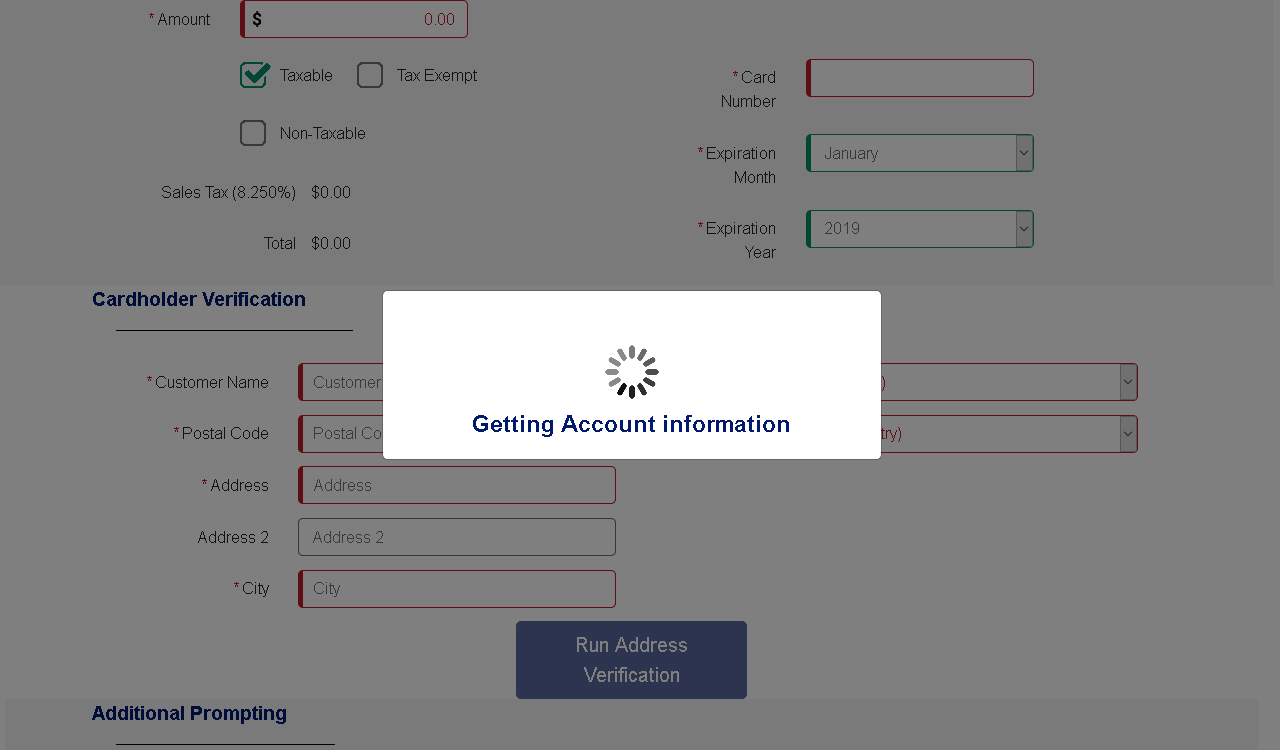 * Amount
$ 0.00
Taxable
Tax Exempt
Non-Taxable
Sales Tax (8.250%) $0.00
Total $0.00
* Card
Number
* Expiration
Month
January
* Expiration
Year
2019
Cardholder Verification
* Customer Name
Customer
)
* Postal Code
Postal Co
try)
* Address
Address
Address 2
Address 2
* City
City
Getting Account information
Run Address
Verification
Additional Prompting